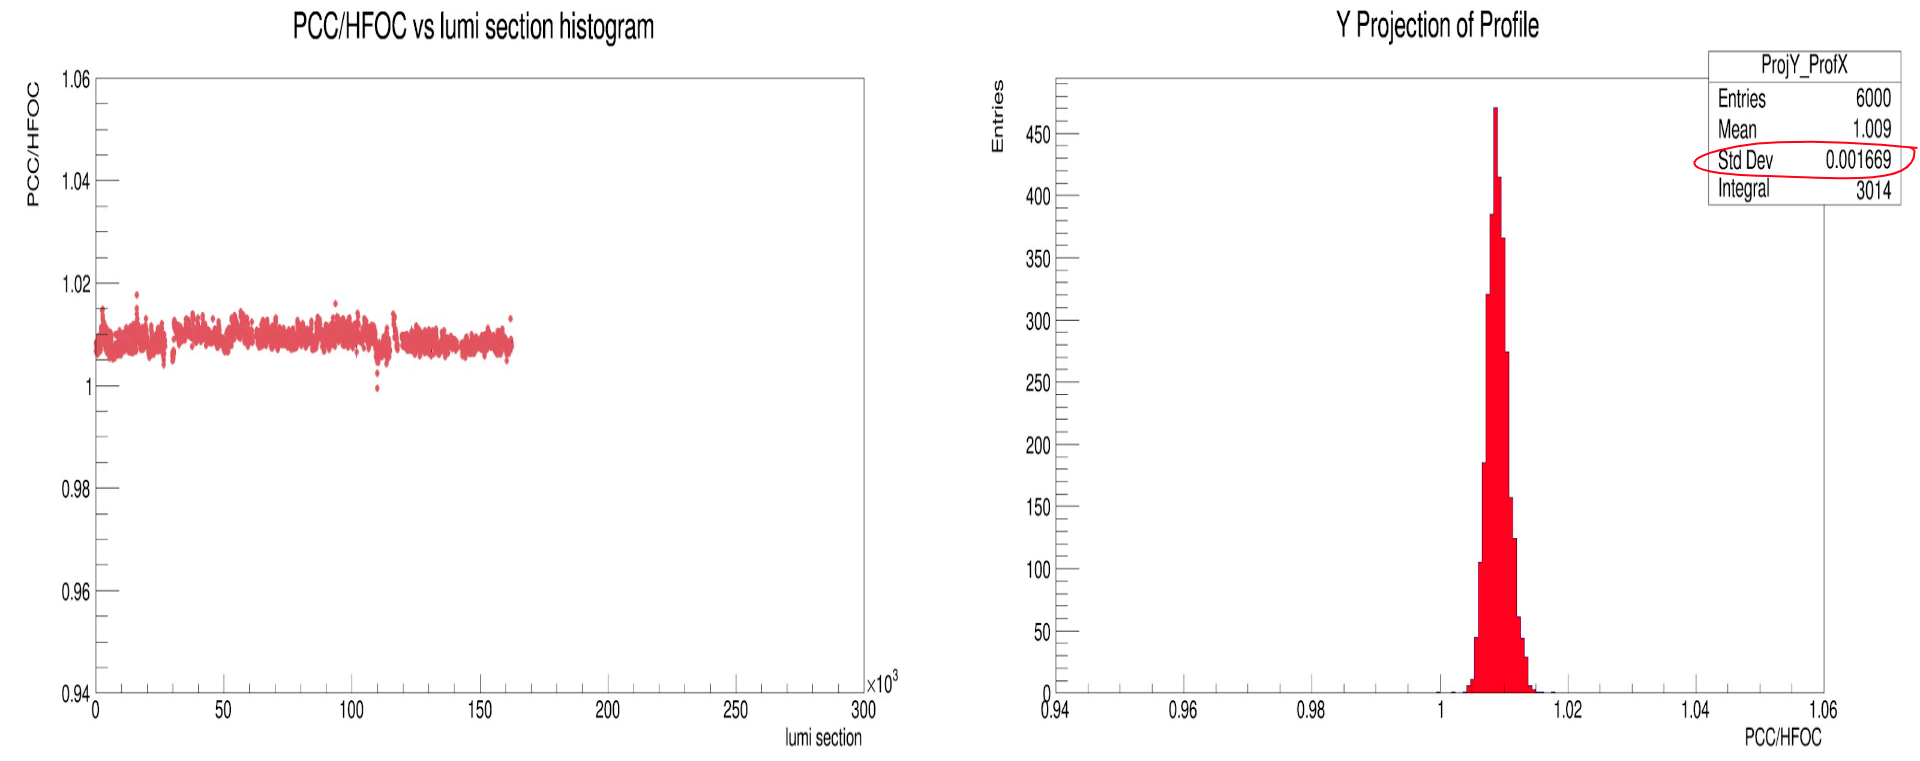 PCC/HFOC vs lumi section histogram
PCC/HFOC
1.06
1.04
1.02
1
0.98
0.96
0.94
0
50
100
150
200
250
300
×10³
lumi section
Y Projection of Profile
Entries
ProjY_ProfX
Entries 6000
Mean 1.009
Std Dev 0.001669
Integral 3014
450
400
350
300
250
200
150
100
50
0
0.94
0.96
0.98
1
1.02
1.04
1.06
PCC/HFOC